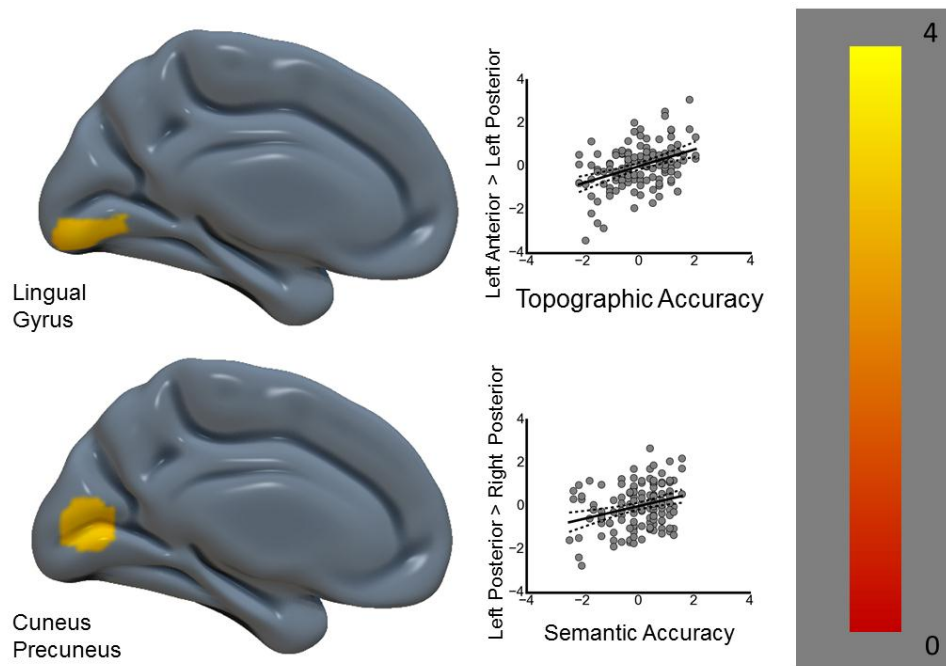 Lingual
Gyrus
Left Anterior > Left Posterior
4
2
0
−2
−4
−4 −2 0 2 4
Topographic Accuracy
Cuneus
Precuneus
Left Posterior > Right Posterior
4
2
0
−2
−4
−4 −2 0 2 4
Semantic Accuracy
4
0